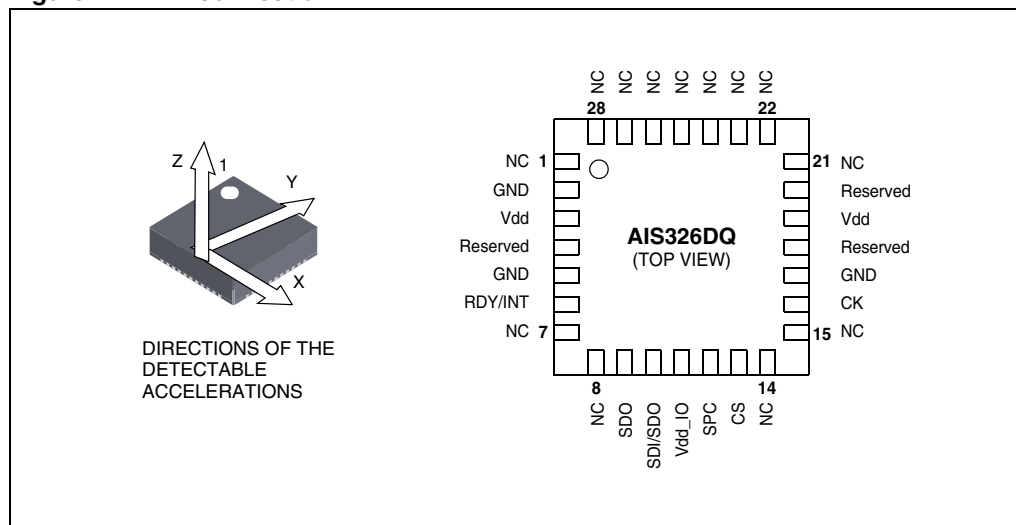 Z
1
Y
X
DIRECTIONS OF THE
DETECTABLE
ACCELERATIONS
NC NC NC NC NC NC NC
28 22
NC 1
GND
Vdd
Reserved
GND
RDY/INT
NC 7
AIS326DQ
(TOP VIEW)
21 NC
Reserved
Vdd
Reserved
GND
CK
15 NC
8 14
NC SDO SDI/SDO Vdd_IO SPC CS NC